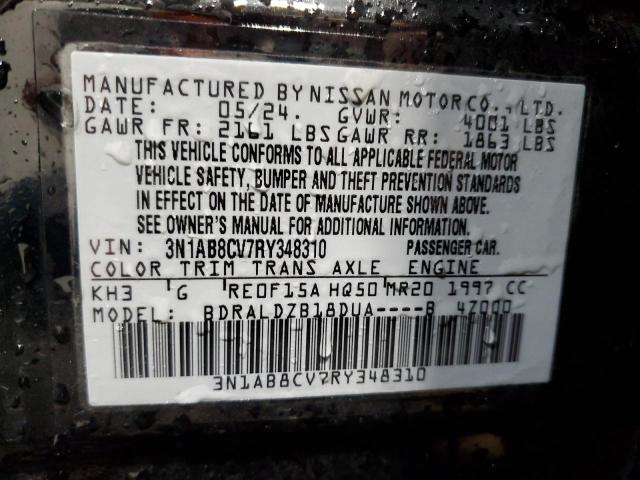 MANUFACTURED BY NISSAN MOTOR CO., LTD.
DATE: 05/24. GVWR: 4001 LBS
GAWR FR: 2161 LBS GAWR RR: 1863 LBS
THIS VEHICLE CONFORMS TO ALL APPLICABLE FEDERAL MOTOR
VEHICLE SAFETY, BUMPER AND THEFT PREVENTION STANDARDS
IN EFFECT ON THE DATE OF MANUFACTURE SHOWN ABOVE.
SEE OWNER'S MANUAL FOR ADDITIONAL INFORMATION.
VIN: 3N1AB8CV7RY348310 PASSENGER CAR.
COLOR TRIM TRANS AXLE ENGINE
KH3 G RE0F15A HQ50 MR20 1997 CC
MODEL: BDRALDZB18DUA----B 4Z000
3N1AB8CV7RY348310